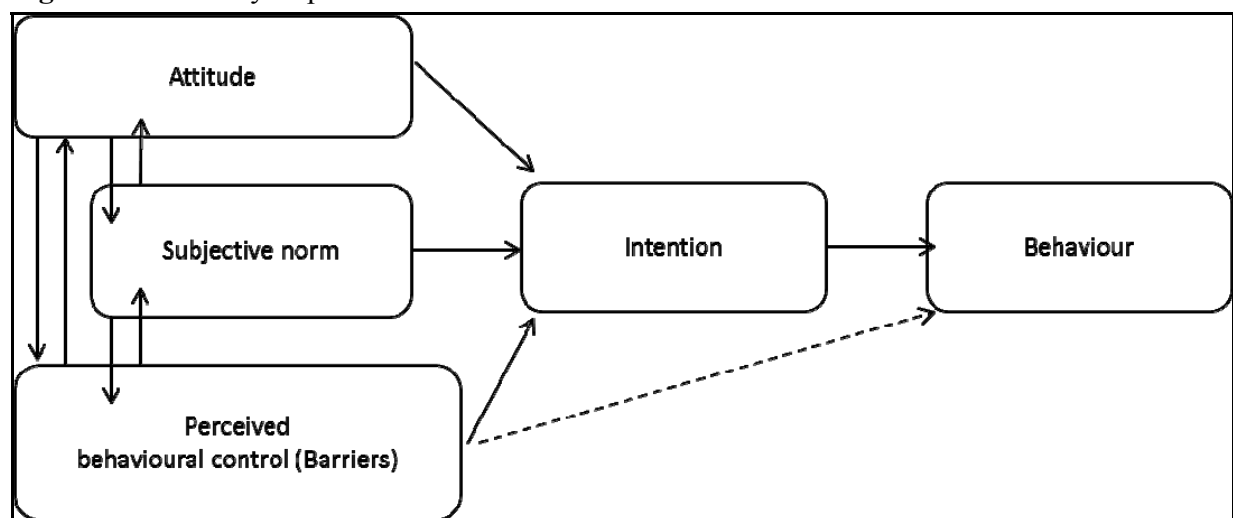 Attitude
Subjective norm
Intention
Behaviour
Perceived
behavioural control (Barriers)